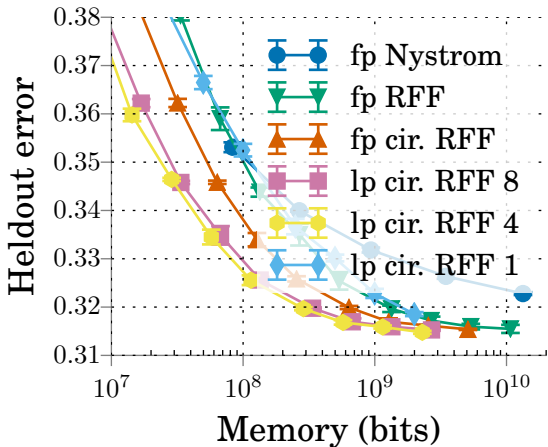 0.38
0.37
0.36
0.35
0.34
0.33
0.32
0.31
Heldout error
fp Nystrom
fp RFF
fp cir. RFF
lp cir. RFF 8
lp cir. RFF 4
lp cir. RFF 1
10^7 10^8 10^9 10^10
Memory (bits)